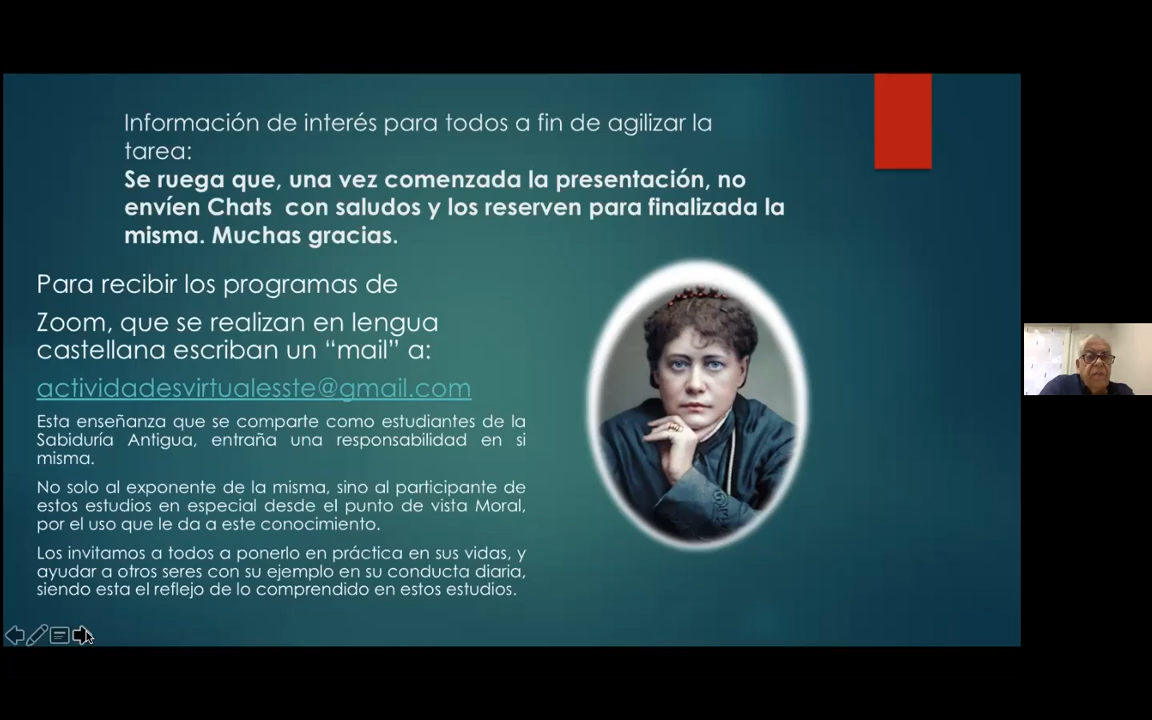 Información de interés para todos a fin de agilizar la
tarea:
Se ruega que, una vez comenzada la presentación, no
envíen Chats  con saludos y los reserven para finalizada la
misma. Muchas gracias.
Para recibir los programas de
Zoom, que se realizan en lengua
castellana escriban un “mail” a:
actividadesvirtualesste@gmail.com
Esta enseñanza que se comparte como estudiantes de la
Sabiduría Antigua, entraña una responsabilidad en si
misma.
No solo al exponente de la misma, sino al participante de
estos estudios en especial desde el punto de vista Moral,
por el uso que le da a este conocimiento.
Los invitamos a todos a ponerlo en práctica en sus vidas, y
ayudar a otros seres con su ejemplo en su conducta diaria,
siendo esta el reflejo de lo comprendido en estos estudios.